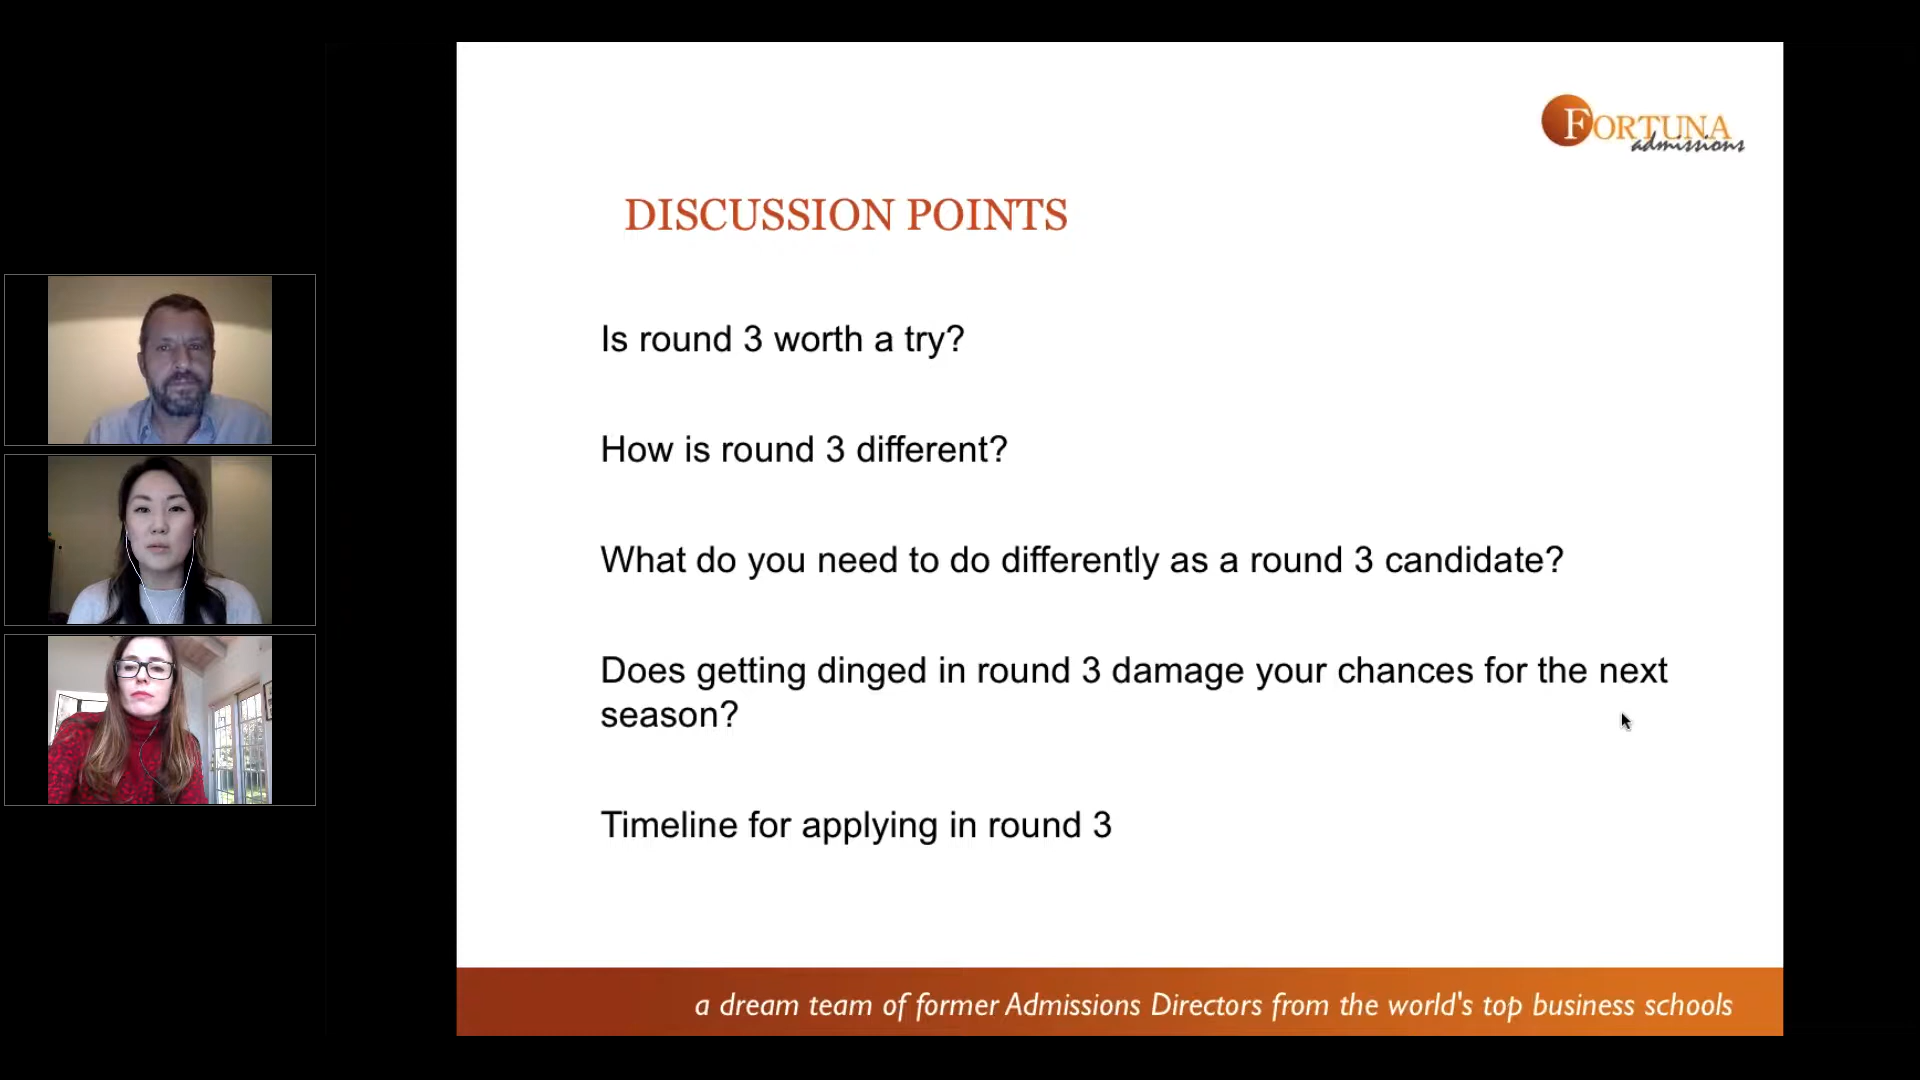 FORTUNA
admissions
DISCUSSION POINTS
Is round 3 worth a try?
How is round 3 different?
What do you need to do differently as a round 3 candidate?
Does getting dinged in round 3 damage your chances for the next
season?
Timeline for applying in round 3
a dream team of former Admissions Directors from the world's top business schools